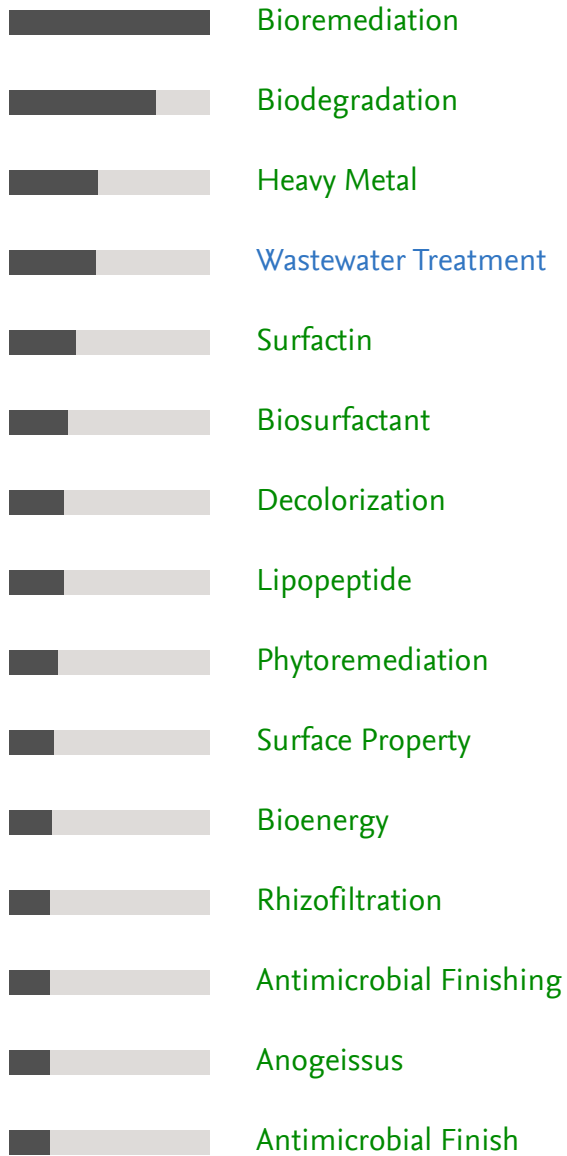 Bioremediation
Biodegradation
Heavy Metal
Wastewater Treatment
Surfactin
Biosurfactant
Decolorization
Lipopeptide
Phytoremediation
Surface Property
Bioenergy
Rhizofiltration
Antimicrobial Finishing
Anogeissus
Antimicrobial Finish